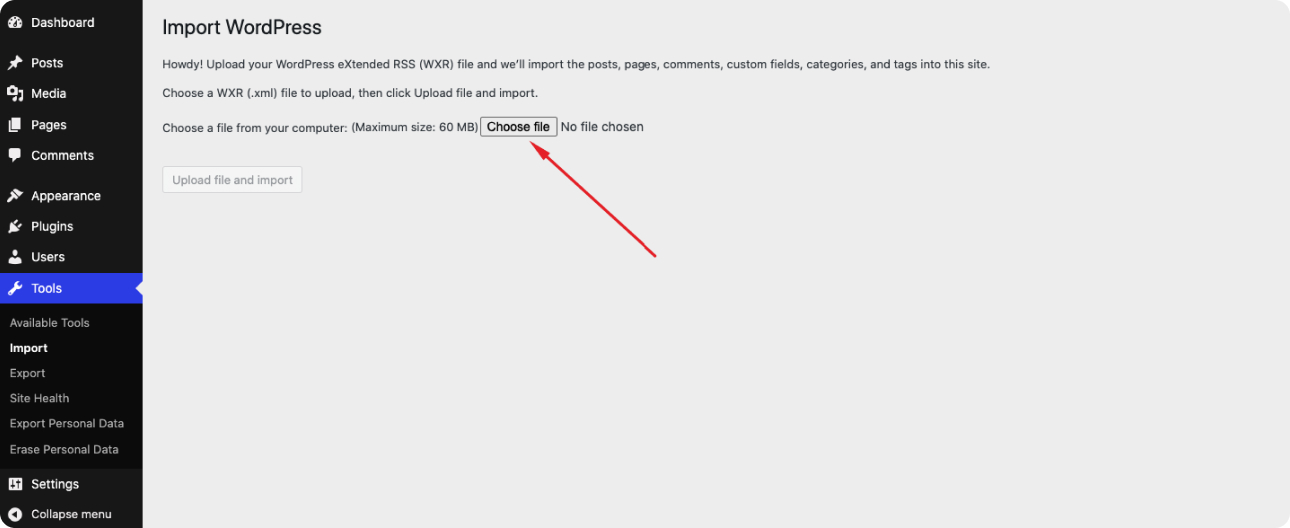 Dashboard
Posts
Media
Pages
Comments
Appearance
Plugins
Users
Tools
Available Tools
Import
Export
Site Health
Export Personal Data
Erase Personal Data
Settings
Collapse menu
Import WordPress
Howdy! Upload your WordPress eXtended RSS (WXR) file and we’ll import the posts, pages, comments, custom fields, categories, and tags into this site.
Choose a WXR (.xml) file to upload, then click Upload file and import.
Choose a file from your computer: (Maximum size: 60 MB) Choose file No file chosen
Upload file and import